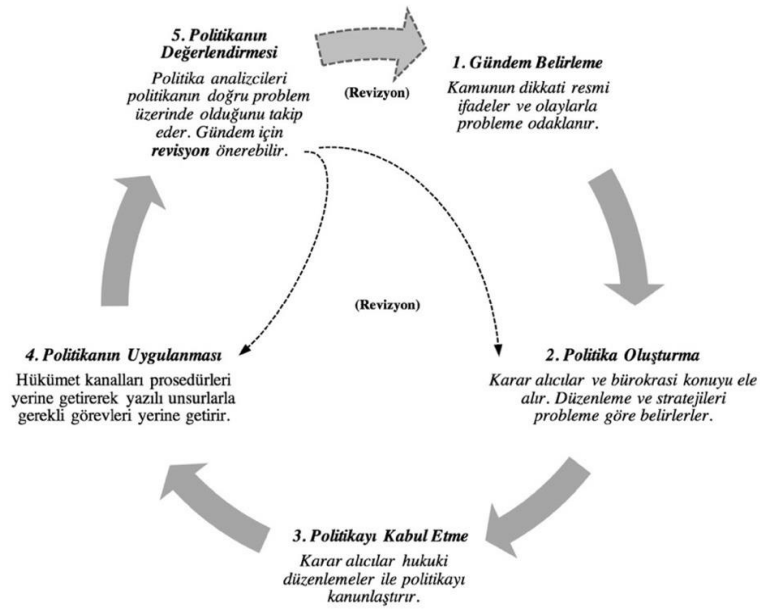 5. Politikanın
Değerlendirmesi
Politika analizcileri
politikanın doğru problem
üzerinde olduğunu takip
eder. Gündem için
revisyon önerebilir.
(Revizyon)
1. Gündem Belirleme
Kamunun dikkati resmi
ifadeler ve olaylarla
probleme odaklanır.
(Revizyon)
2. Politika Oluşturma
Karar alıcılar ve bürokrasi konuyu ele
alır. Düzenleme ve stratejileri
probleme göre belirlerler.
3. Politikayı Kabul Etme
Karar alıcılar hukuki
düzenlemeler ile politikayı
kanunlaştırır.
4. Politikanın Uygulanması
Hükümet kanalları prosedürleri
yerine getirerek yazılı unsurlarla
gerekli görevleri yerine getirir.